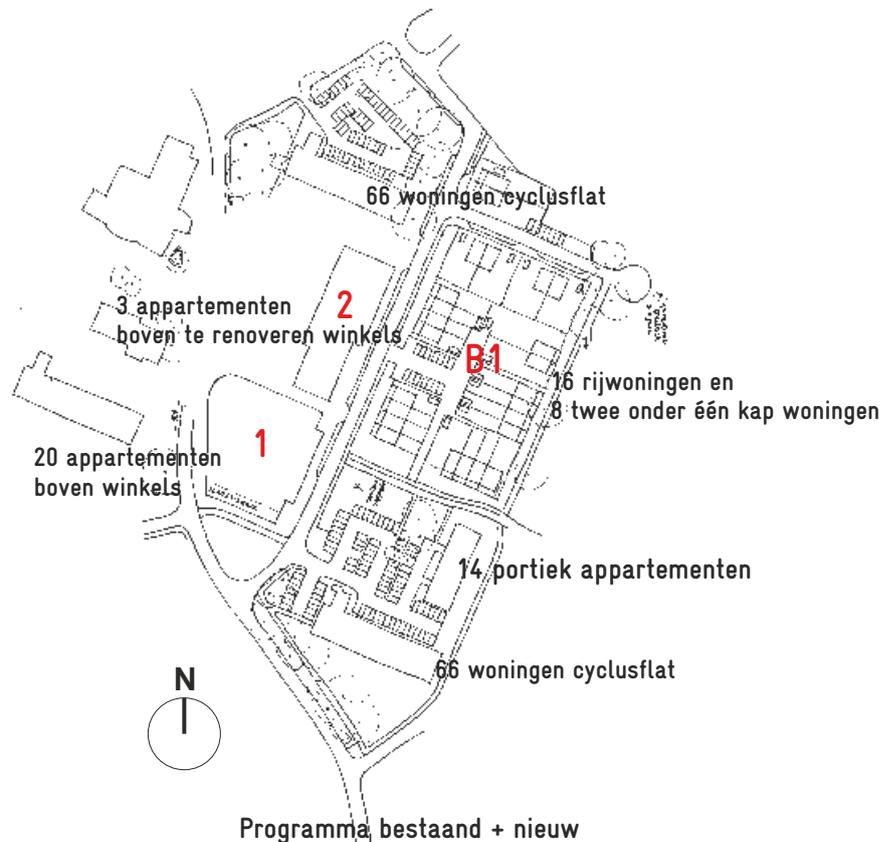 66 woningen cyclusflat
3 appartementen
boven te renoveren winkels
2
B1
16 rijwoningen en
8 twee onder één kap woningen
1
20 appartementen
boven winkels
14 portiek appartementen
66 woningen cyclusflat
N
Programma bestaand + nieuw